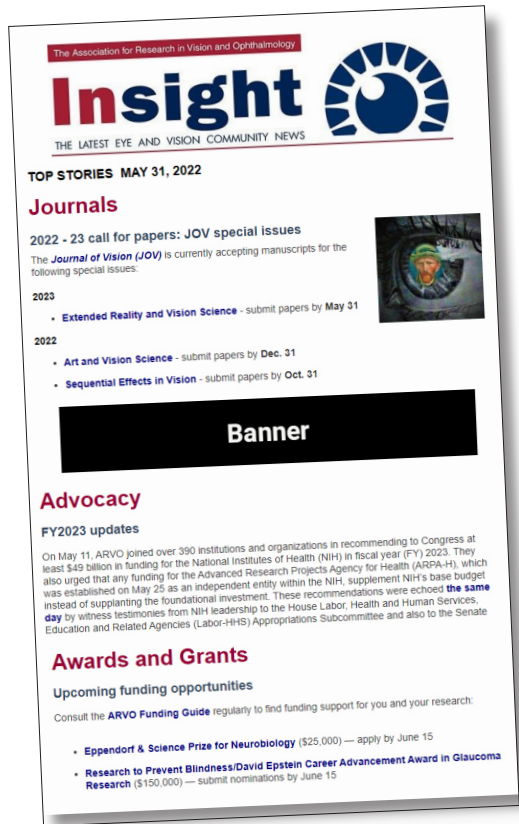 The Association for Research in Vision and Ophthalmology
Insight
THE LATEST EYE AND VISION COMMUNITY NEWS
TOP STORIES MAY 31, 2022
Journals
2022 - 23 call for papers: JOV special issues
The Journal of Vision (JOV) is currently accepting manuscripts for the
following special issues:
2023
• Extended Reality and Vision Science - submit papers by May 31
2022
• Art and Vision Science - submit papers by Dec. 31
• Sequential Effects in Vision - submit papers by Oct. 31
Banner
Advocacy
FY2023 updates
On May 11, ARVO joined over 390 institutions and organizations in recommending to Congress at
least $49 billion in funding for the National Institutes of Health (NIH) in fiscal year (FY) 2023. They
also urged that any funding for the Advanced Research Projects Agency for Health (ARPA-H), which
was established on May 25 as an independent entity within the NIH, supplement NIH's base budget
instead of supplanting the foundational investment. These recommendations were echoed the same
day by witness testimonies from NIH leadership to the House Labor, Health and Human Services,
Education and Related Agencies (Labor-HHS) Appropriations Subcommittee and also to the Senate
Awards and Grants
Upcoming funding opportunities
Consult the ARVO Funding Guide regularly to find funding support for you and your research:
• Eppendorf & Science Prize for Neurobiology ($25,000) — apply by June 15
• Research to Prevent Blindness/David Epstein Career Advancement Award in Glaucoma
Research ($150,000) — submit nominations by June 15